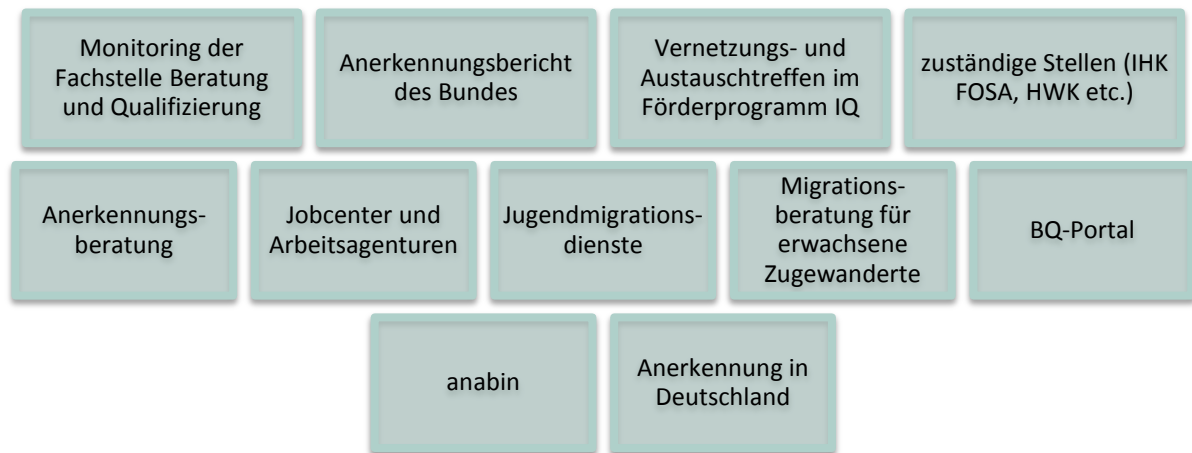 Monitoring der
Fachstelle Beratung
und Qualifizierung
Anerkennungsbericht
des Bundes
Vernetzungs- und
Austauschtreffen im
Förderprogramm IQ
zuständige Stellen (IHK
FOSA, HWK etc.)
Anerkennungs-
beratung
Jobcenter und
Arbeitsagenturen
Jugendmigrations-
dienste
Migrations-
beratung für
erwachsene
Zugewanderte
BQ-Portal
anabin
Anerkennung in
Deutschland